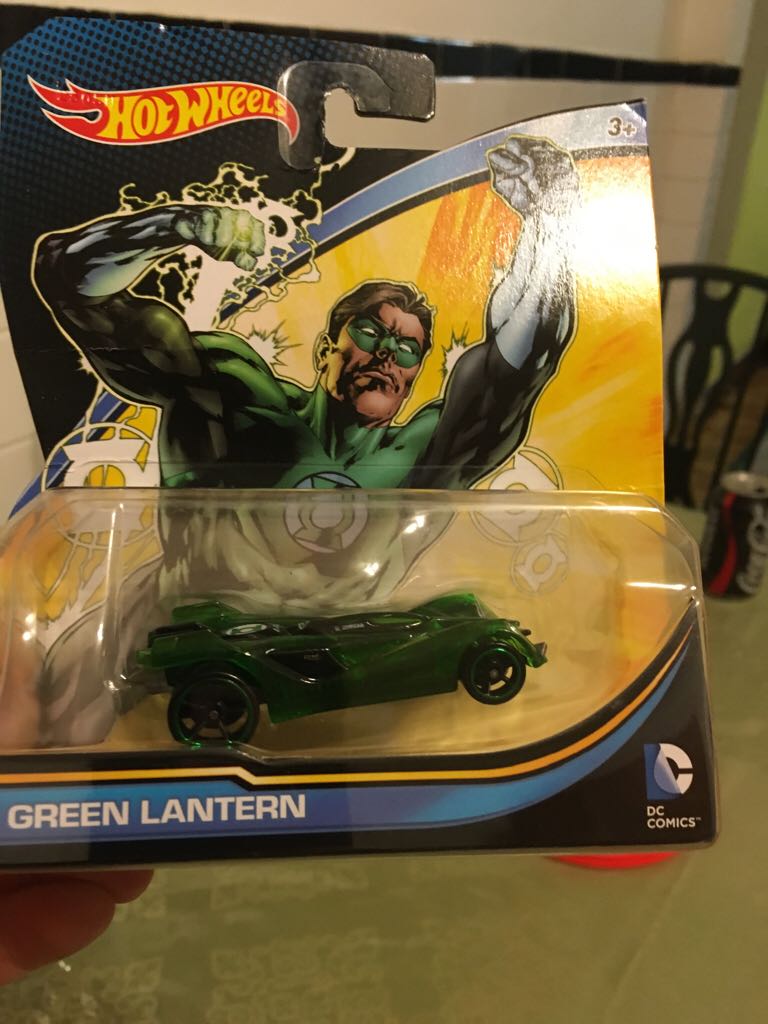 HOT WHEELS
3+
GREEN LANTERN
DC
COMICS™